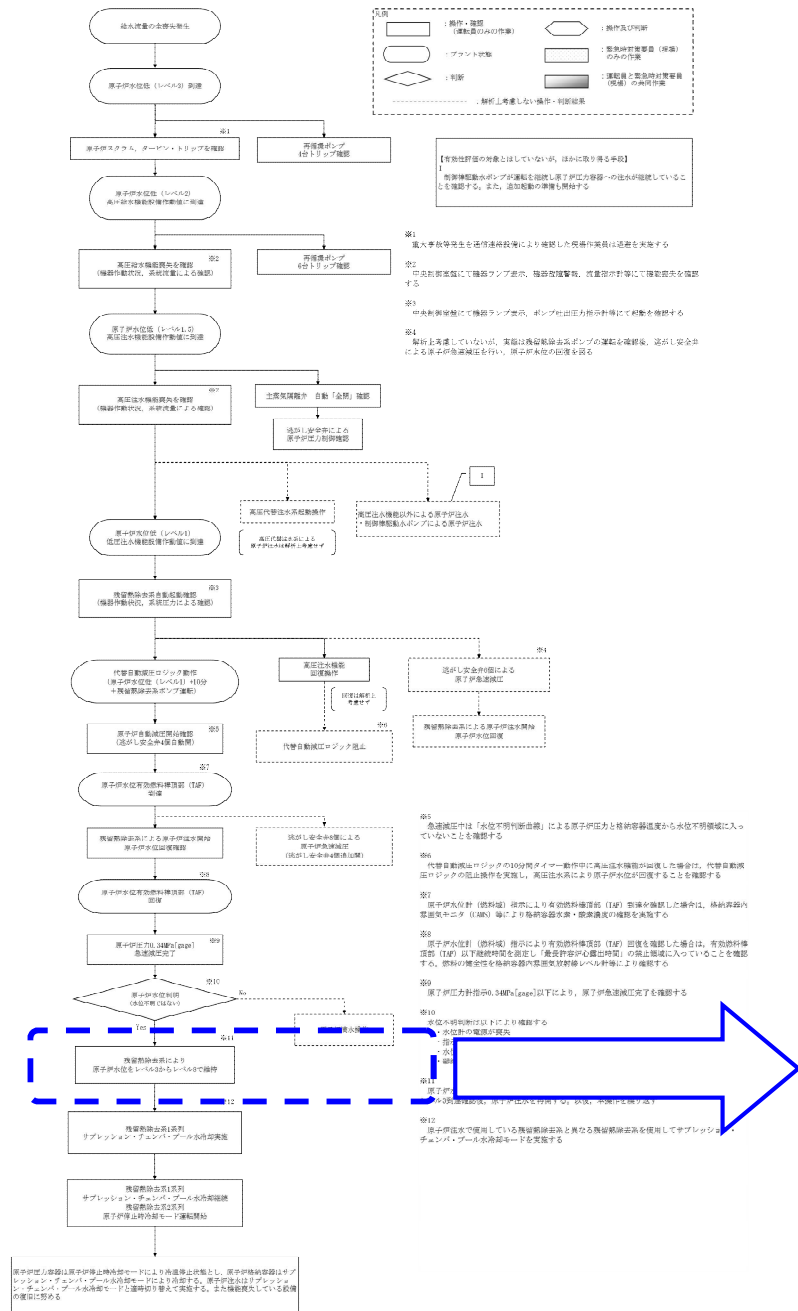 給水流量の全喪失発生
原子炉水位低（レベル3）到達
※1
原子炉スクラム、タービン・トリップを確認
再循環ポンプ
4台トリップ確認
原子炉水位低（レベル2）
高圧給水機能設備作動値に到達
高圧給水機能喪失を確認
※2
（機器作動状況、系統流量による確認）
再循環ポンプ
6台トリップ確認
原子炉水位低（レベル1.5）
高圧注水機能設備作動値に到達
高圧注水機能喪失を確認
※2
（機器作動状況、系統流量による確認）
主蒸気隔離弁　自動「全閉」確認
逃がし安全弁による
原子炉圧力制御確認
I
高圧代替注水系起動操作
高圧代替注水系による
原子炉注水は解析上考慮せず
高圧注水機能以外による原子炉注水
・制御棒駆動水ポンプによる原子炉注水
原子炉水位低（レベル1）
低圧注水機能設備作動値に到達
※3
残留熱除去系自動起動確認
（機器作動状況、系統圧力による確認）
代替自動減圧ロジック動作
（原子炉水位低（レベル1）+10分
+残留熱除去系ポンプ運転）
高圧注水機能
回復操作
回復は解析上
考慮せず
※6
代替自動減圧ロジック阻止
※4
逃がし安全弁8個による
原子炉急速減圧
残留熱除去系による原子炉注水開始
原子炉水位回復
原子炉自動減圧開始確認
※5
（逃がし安全弁4個自動開）
※7
原子炉水位有効燃料棒頂部（TAF）
到達
残留熱除去系による原子炉注水開始
原子炉水位回復確認
逃がし安全弁8個による
原子炉急速減圧
（逃がし安全弁4個追加開）
※8
原子炉水位有効燃料棒頂部（TAF）
回復
原子炉圧力0.34MPa[gage]
※9
急速減圧完了
※10
原子炉水位判明
（水位不明ではない）
No
Yes
※11
残留熱除去系により
原子炉水位をレベル3からレベル8で維持
※12
残留熱除去系1系列
サプレッション・チェンバ・プール水冷却実施
残留熱除去系1系列
サプレッション・チェンバ・プール水冷却継続
残留熱除去系2系列
原子炉停止時冷却モード運転開始
原子炉圧力容器は原子炉停止時冷却モードにより冷温停止状態とし、原子炉格納容器はサプ
レッション・チェンバ・プール水冷却モードにより冷却する。原子炉注水はサプレッショ
ン・チェンバ・プール水冷却モードと適時切り替えて実施する。また機能喪失している設備
の復旧に努める
凡例
：操作・確認
（運転員のみの作業）
：操作及び判断
：プラント状態
：緊急時対策要員（現場）
のみの作業
：判断
：運転員と緊急時対策要員
（現場）の共同作業
：解析上考慮しない操作・判断結果
【有効性評価の対象とはしていないが、ほかに取り得る手段】
I
制御棒駆動水ポンプが運転を継続し原子炉圧力容器への注水が継続しているこ
とを確認する。また、追加起動の準備も開始する
※1
重大事故等発生を通信連絡設備により確認した現場作業員は退避を実施する
※2
中央制御室盤にて機器ランプ表示、機器故障警報、流量指示計等にて機能喪失を確認
する
※3
中央制御室盤にて機器ランプ表示、ポンプ吐出圧力指示計等にて起動を確認する
※4
解析上考慮していないが、実際は残留熱除去系ポンプの運転を確認後、逃がし安全弁
による原子炉急速減圧を行い、原子炉水位の回復を図る
※5
急速減圧中は「水位不明判断曲線」による原子炉圧力と格納容器温度から水位不明領域に入っ
ていないことを確認する
※6
代替自動減圧ロジックの10分間タイマー動作中に高圧注水機能が回復した場合は、代替自動減
圧ロジックの阻止操作を実施し、高圧注水系により原子炉水位が回復することを確認する
※7
原子炉水位計（燃料域）指示により有効燃料棒頂部（TAF）到達を確認した場合は、格納容器内
雰囲気モニタ（CAMS）等により格納容器水素・酸素濃度の確認を実施する
※8
原子炉水位計（燃料域）指示により有効燃料棒頂部（TAF）回復を確認した場合は、有効燃料棒
頂部（TAF）以下継続時間を測定し「最長許容炉心露出時間」の禁止領域に入っていることを確認
する。燃料の健全性を格納容器内雰囲気放射線レベル計等により確認する
※9
原子炉圧力計指示0.34MPa[gage]以下により、原子炉急速減圧完了を確認する
※10
水位不明判断は以下により確認する
・水位計の電源が喪失
・指示
・水位
※11
原子炉水
ル3到達確認後、原子炉注水を再開する。以後、本操作を繰り返す
※12
原子炉注水で使用している残留熱除去系と異なる残留熱除去系を使用してサプレッション・
チェンバ・プール水冷却モードを実施する